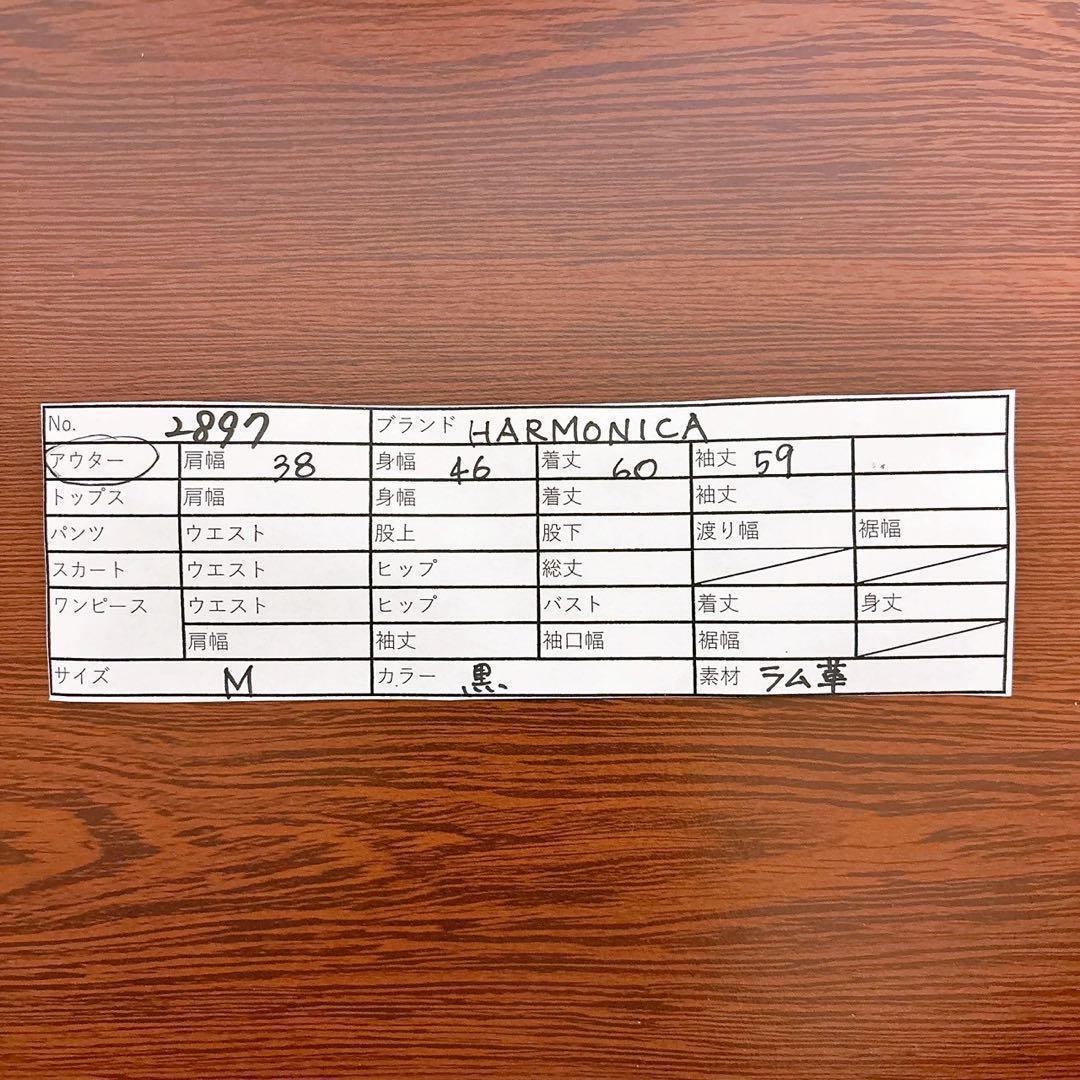 No. 2897 ブランド HARMONICA
アウター 肩幅 38 身幅 46 着丈 60 袖丈 59
トップス 肩幅 身幅 着丈 袖丈
パンツ ウエスト 股上 股下 渡り幅 裾幅
スカート ウエスト ヒップ 総丈
ワンピース ウエスト ヒップ バスト 着丈 身丈
肩幅 袖丈 袖口幅 裾幅
サイズ M カラー 黒 素材 ラム革